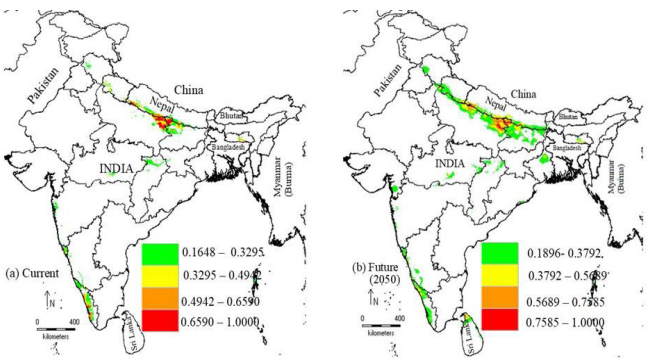 China
Pakistan
Nepal
Bhutan
Bangladesh
INDIA
Myanmar
(Burma)
(a) Current
0.1648 – 0.3295
0.3295 – 0.4942
0.4942 – 0.6590
0.6590 – 1.0000
N
0 400
kilometers
Sri Lanka
China
Pakistan
Nepal
Bhutan
Bangladesh
INDIA
Myanmar
(Burma)
(b) Future
(2050)
0.1896- 0.3792
0.3792 – 0.5689
0.5689 – 0.7585
0.7585 – 1.0000
N
0 400
kilometers
Sri Lanka